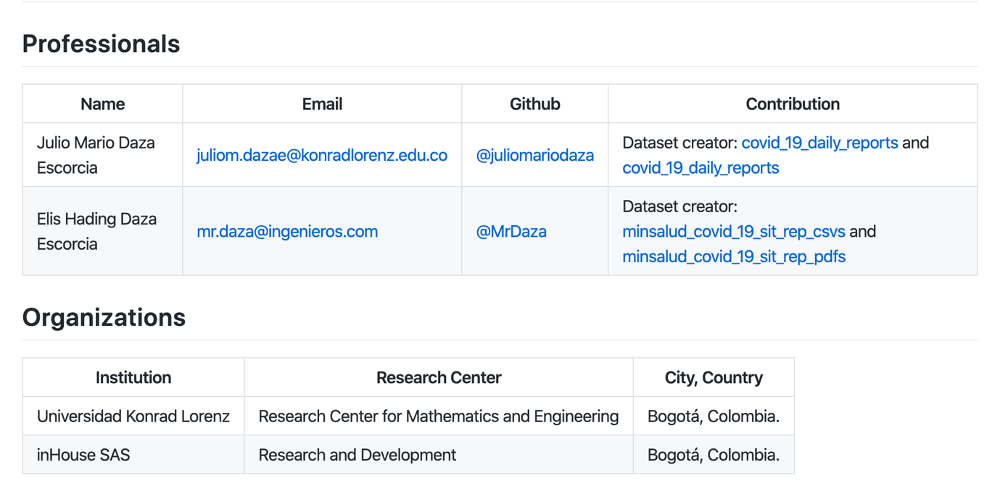 Professionals
Name Email Github Contribution
Julio Mario Daza
Escorcia
juliom.dazae@konradlorenz.edu.co
@juliomariodaza
Dataset creator: covid_19_daily_reports and
covid_19_daily_reports
Elis Hading Daza
Escorcia
mr.daza@ingenieros.com
@MrDaza
Dataset creator:
minsalud_covid_19_sit_rep_csvs and
minsalud_covid_19_sit_rep_pdfs
Organizations
Institution Research Center City, Country
Universidad Konrad Lorenz Research Center for Mathematics and Engineering Bogotá, Colombia.
inHouse SAS Research and Development Bogotá, Colombia.